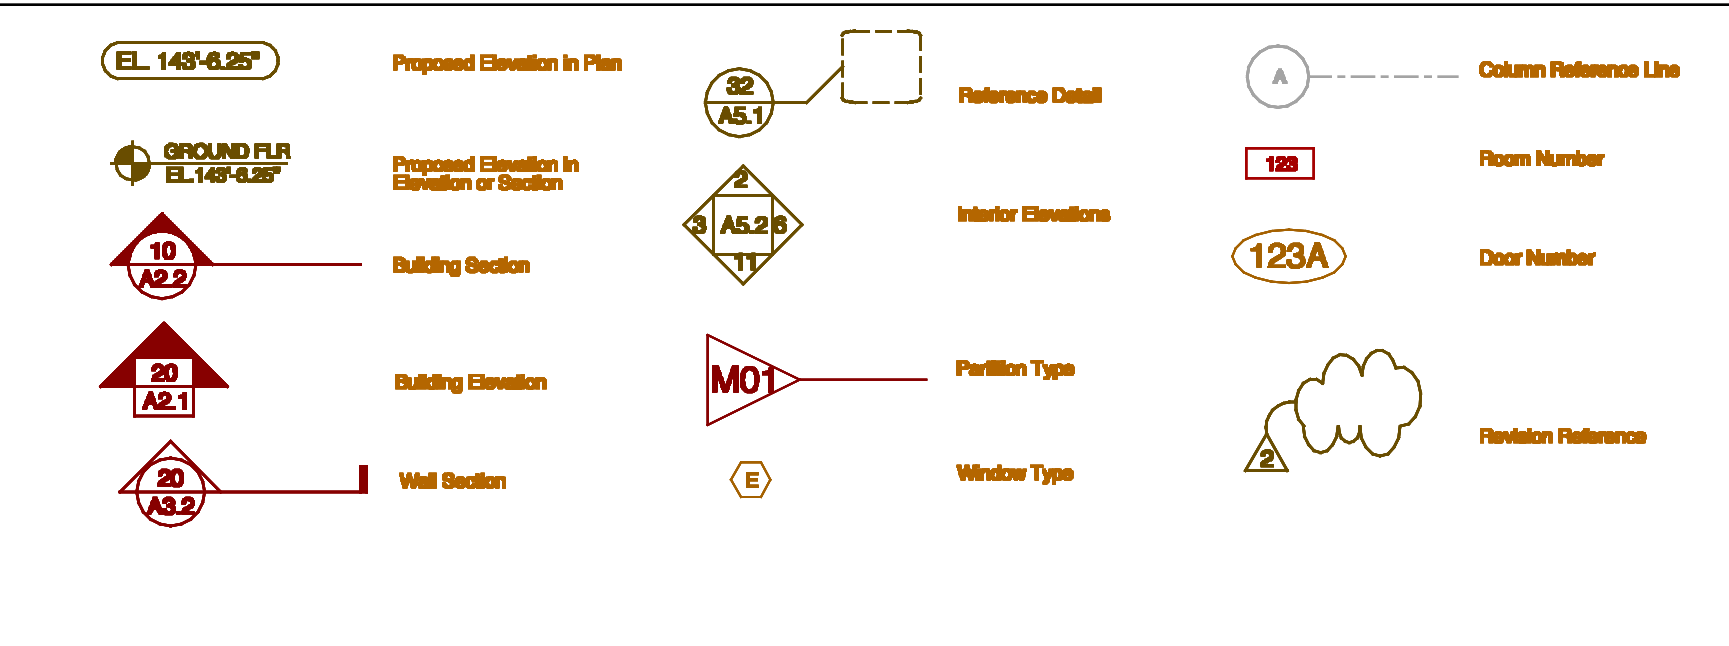 EL. 143'-6.25"
Proposed Elevation in Plan
GROUND FLR
EL.143'-6.25"
Proposed Elevation in
Elevation or Section
10
A2.2
Building Section
20
A2.1
Building Elevation
20
A3.2
Wall Section
32
A5.1
Reference Detail
2
3 A5.2 6
11
Interior Elevations
M01
Partition Type
E
Window Type
A
Column Reference Line
123
Room Number
123A
Door Number
2
Revision Reference